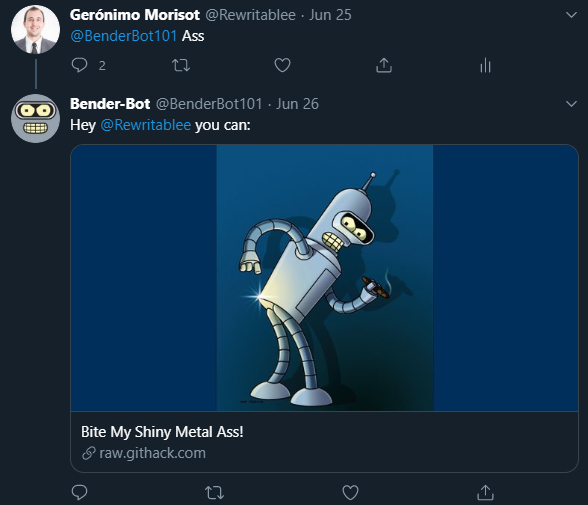 Gerónimo Morisot @Rewritablee · Jun 25
@BenderBot101 Ass
2
Bender-Bot @BenderBot101 · Jun 26
Hey @Rewritablee you can:
Bite My Shiny Metal Ass!
raw.githack.com